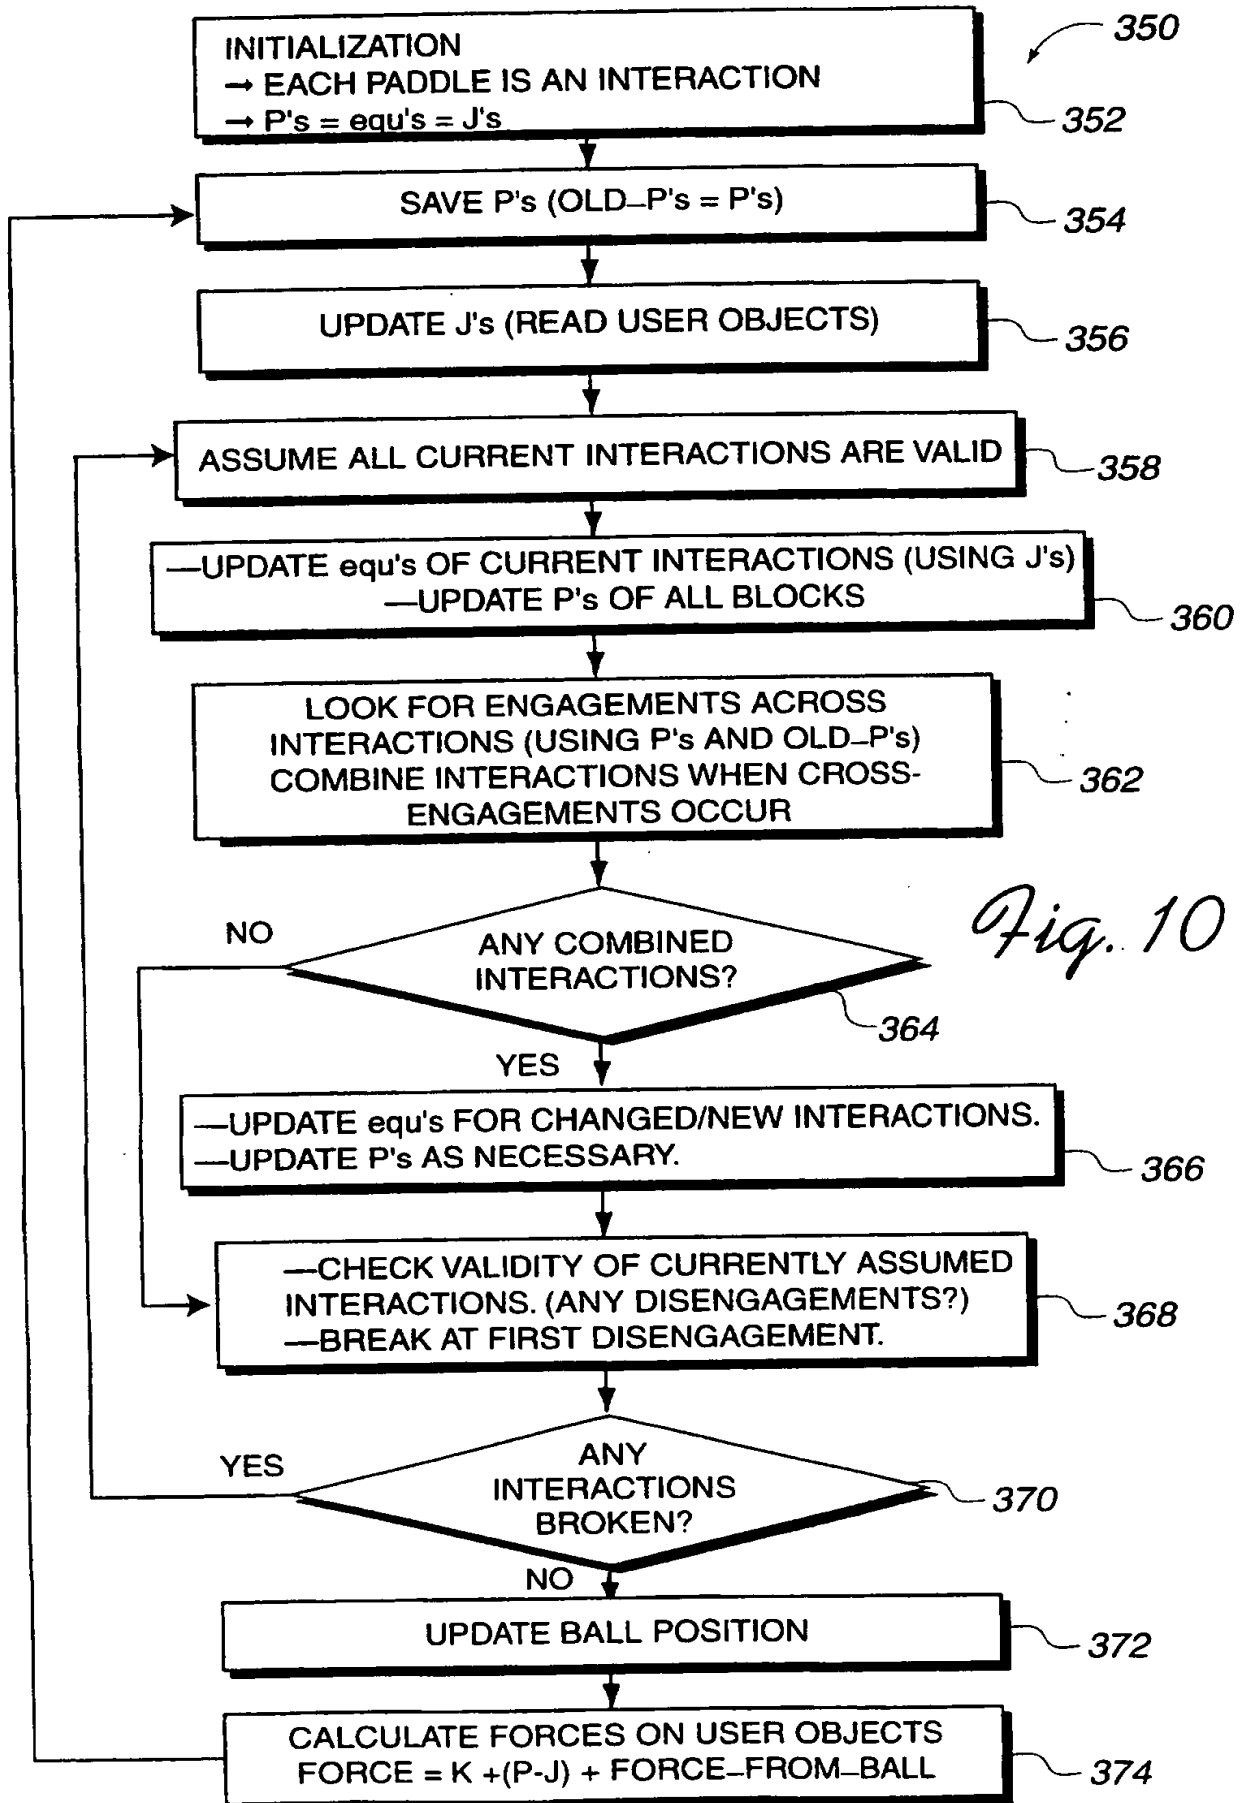 350
INITIALIZATION
→ EACH PADDLE IS AN INTERACTION
→ P's = equ's = J's
352
SAVE P's (OLD–P's = P's)
354
UPDATE J's (READ USER OBJECTS)
356
ASSUME ALL CURRENT INTERACTIONS ARE VALID
358
—UPDATE equ's OF CURRENT INTERACTIONS (USING J's)
—UPDATE P's OF ALL BLOCKS
360
LOOK FOR ENGAGEMENTS ACROSS
INTERACTIONS (USING P's AND OLD–P's)
COMBINE INTERACTIONS WHEN CROSS-
ENGAGEMENTS OCCUR
362
Fig. 10
NO
ANY COMBINED
INTERACTIONS?
364
YES
—UPDATE equ's FOR CHANGED/NEW INTERACTIONS.
—UPDATE P's AS NECESSARY.
366
—CHECK VALIDITY OF CURRENTLY ASSUMED
INTERACTIONS. (ANY DISENGAGEMENTS?)
—BREAK AT FIRST DISENGAGEMENT.
368
YES
ANY
INTERACTIONS
BROKEN?
370
NO
UPDATE BALL POSITION
372
CALCULATE FORCES ON USER OBJECTS
FORCE = K +(P-J) + FORCE–FROM–BALL
374